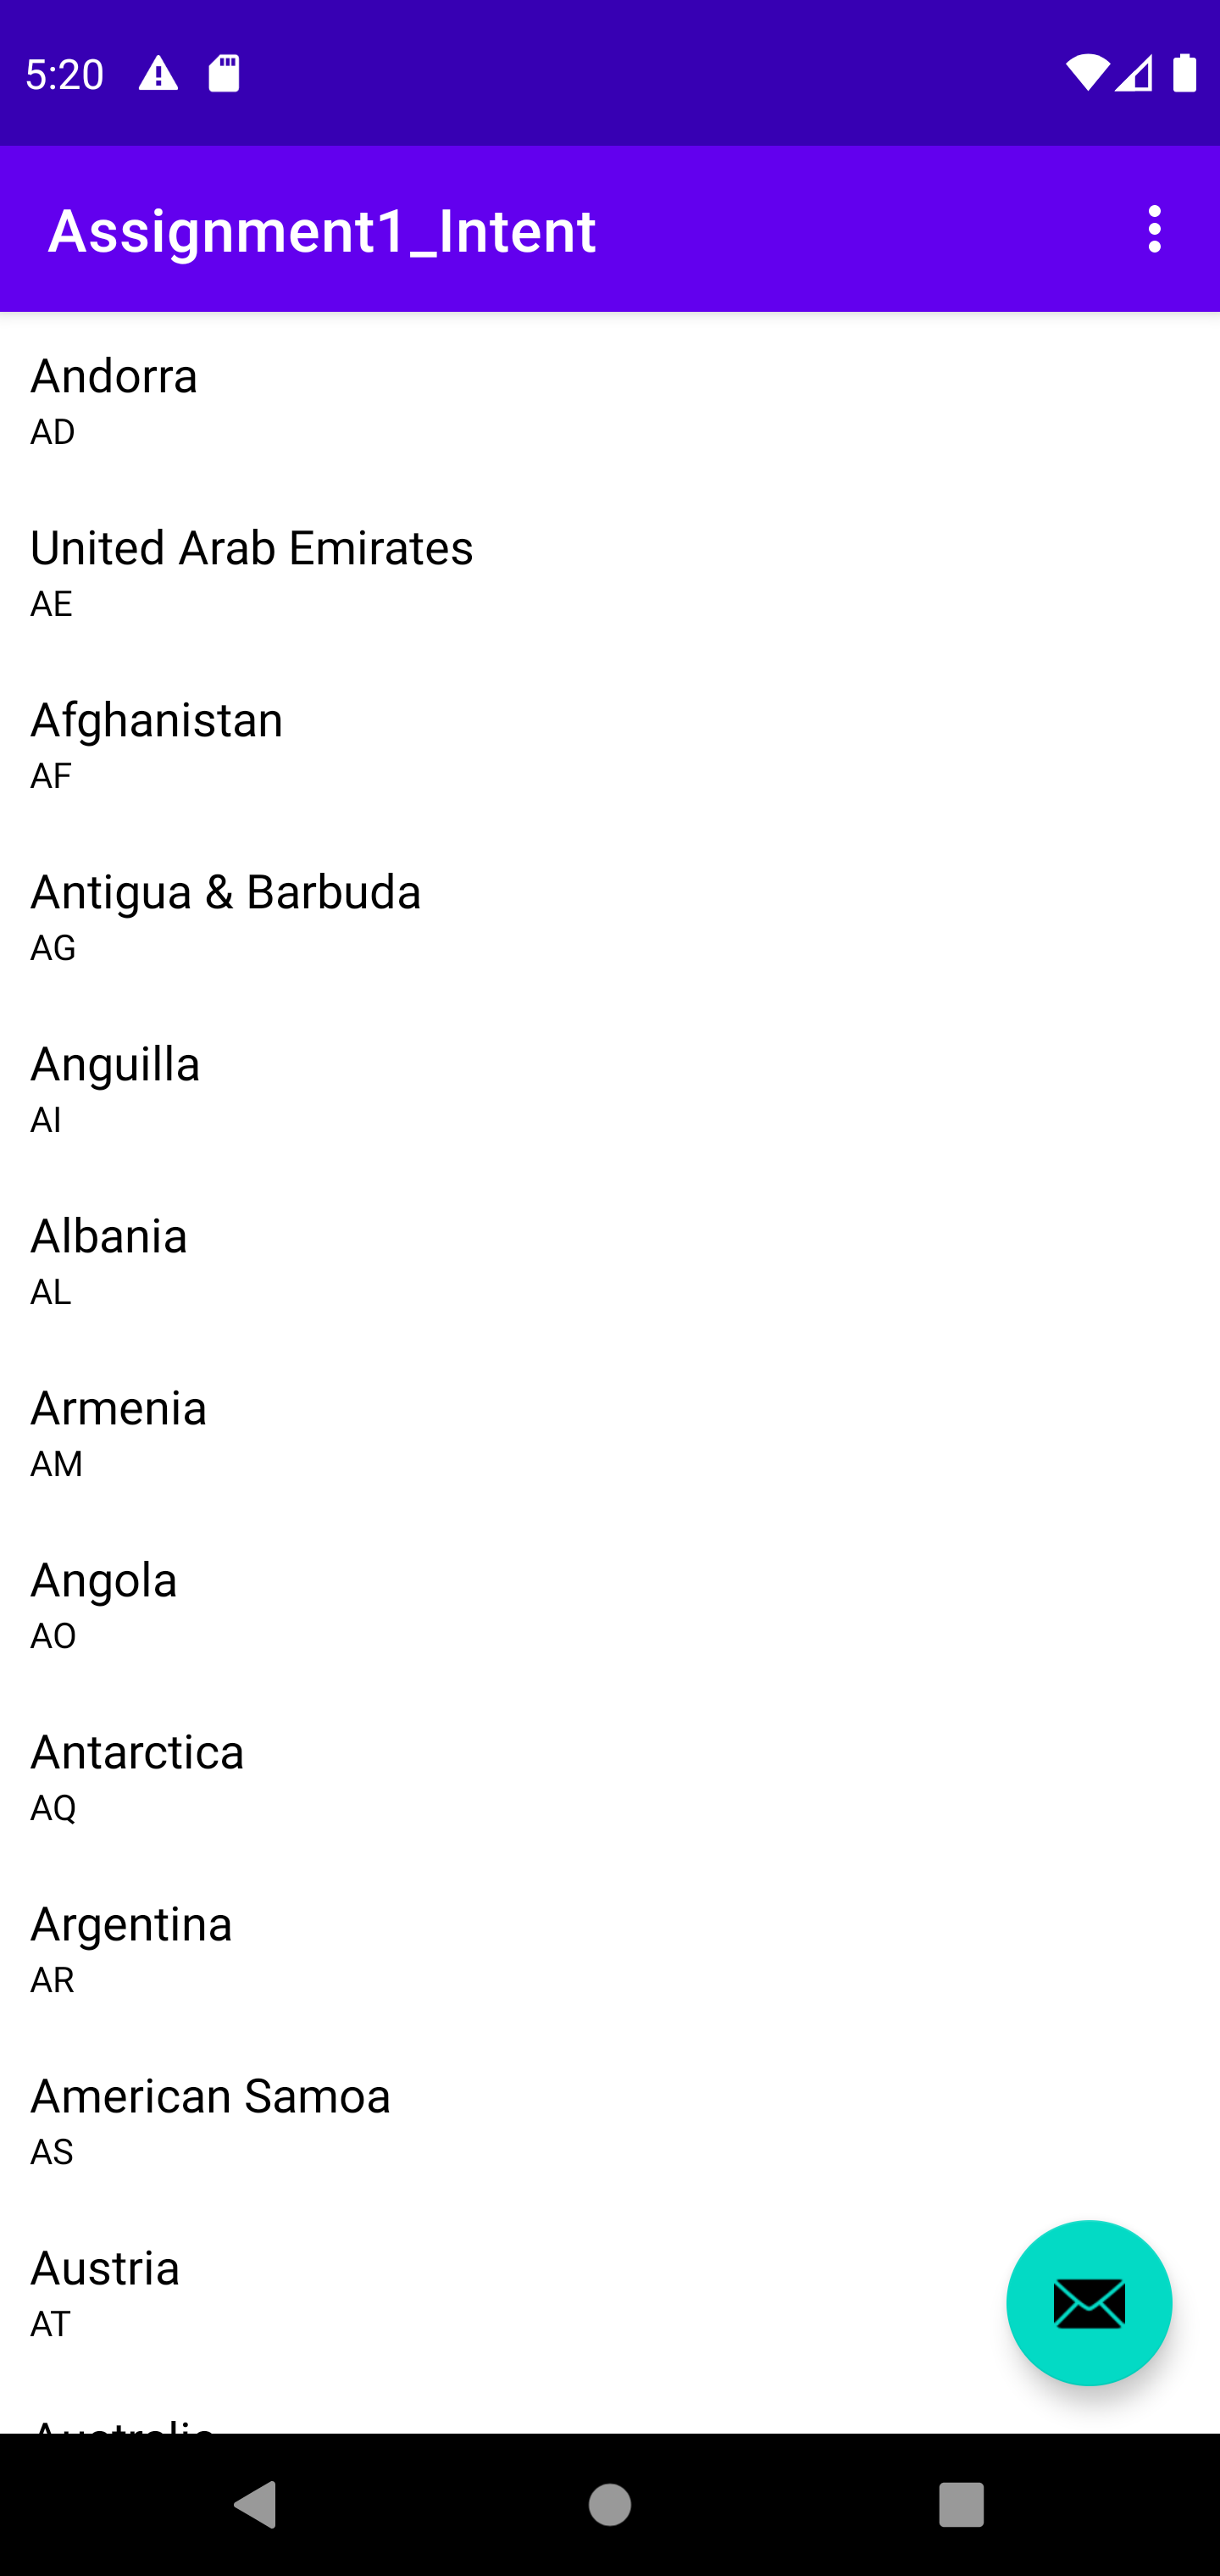 5:20
Assignment1_Intent
Andorra
AD
United Arab Emirates
AE
Afghanistan
AF
Antigua & Barbuda
AG
Anguilla
AI
Albania
AL
Armenia
AM
Angola
AO
Antarctica
AQ
Argentina
AR
American Samoa
AS
Austria
AT
Australia